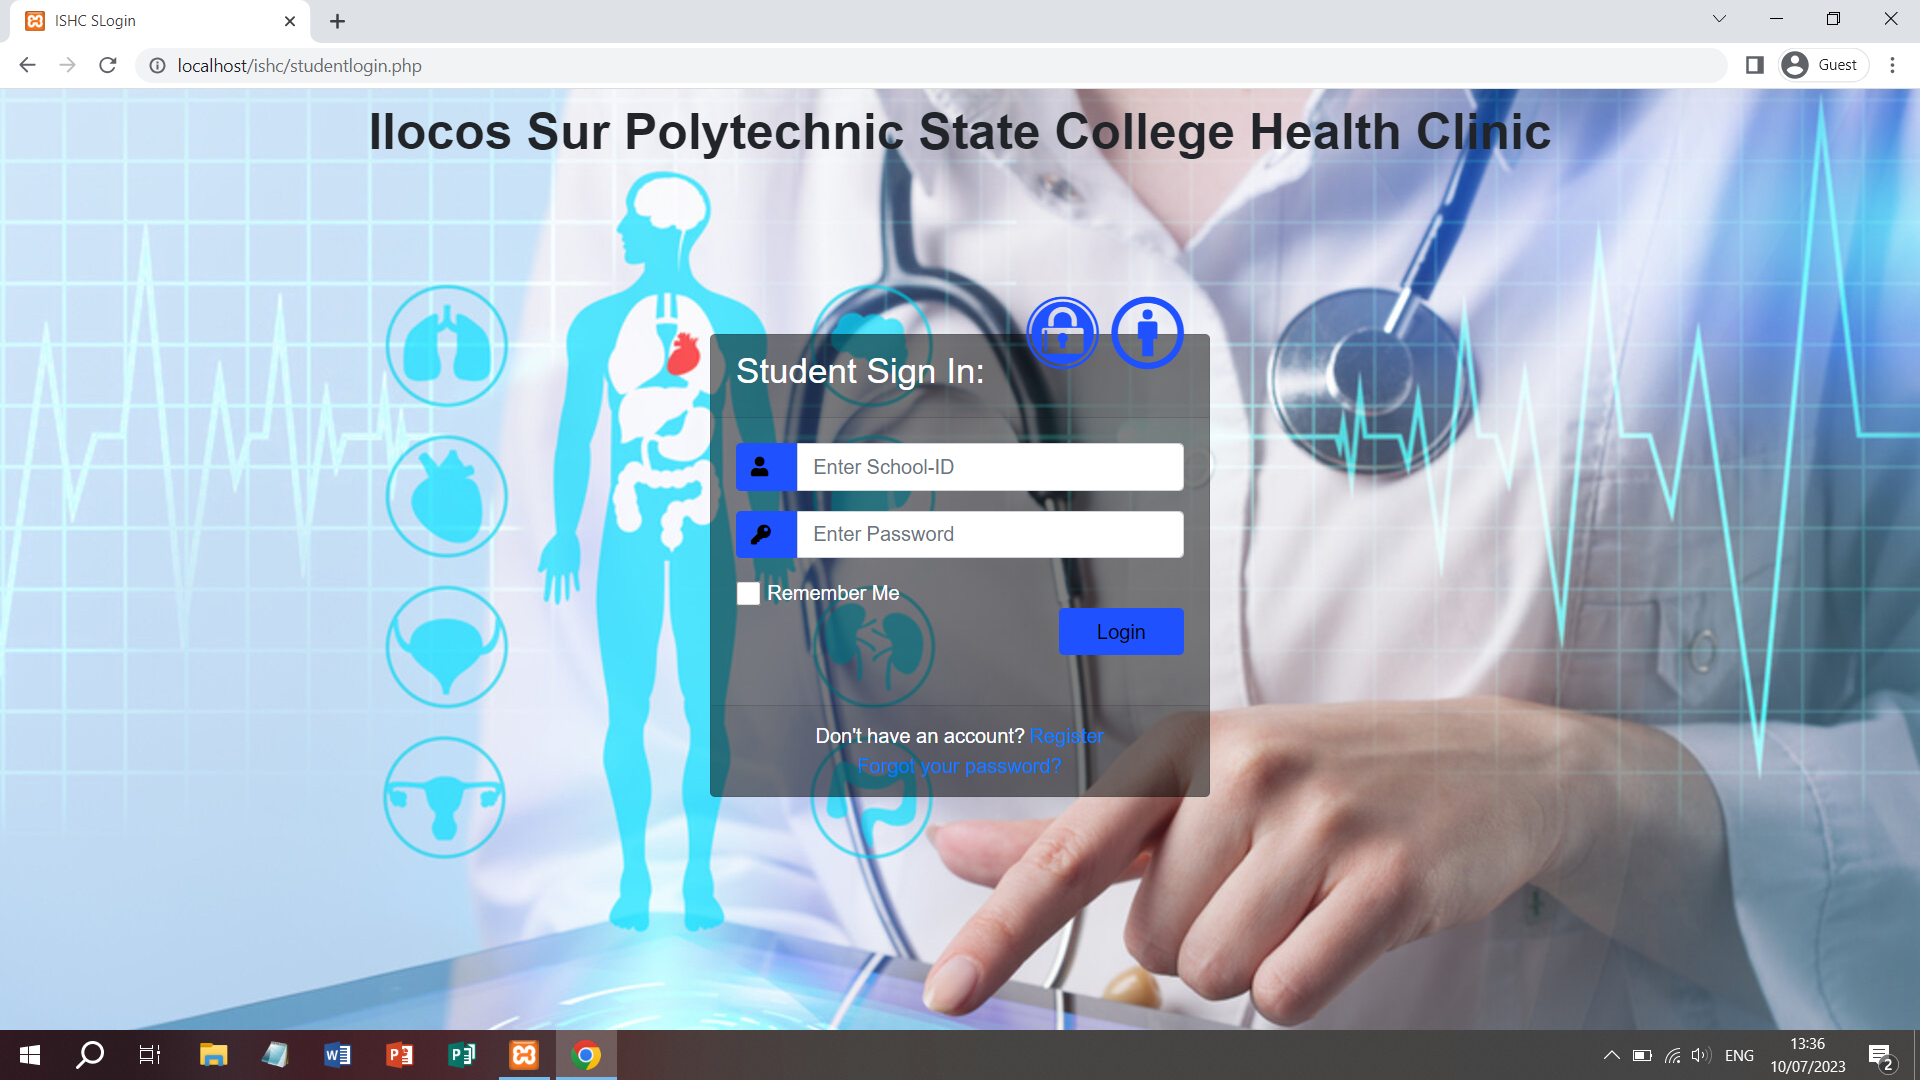 ISHC SLogin
localhost/ishc/studentlogin.php
Guest
Ilocos Sur Polytechnic State College Health Clinic
Student Sign In:
Enter School-ID
Enter Password
Remember Me
Login
Don't have an account? Register
Forgot your password?
ENG
13:36
10/07/2023
2